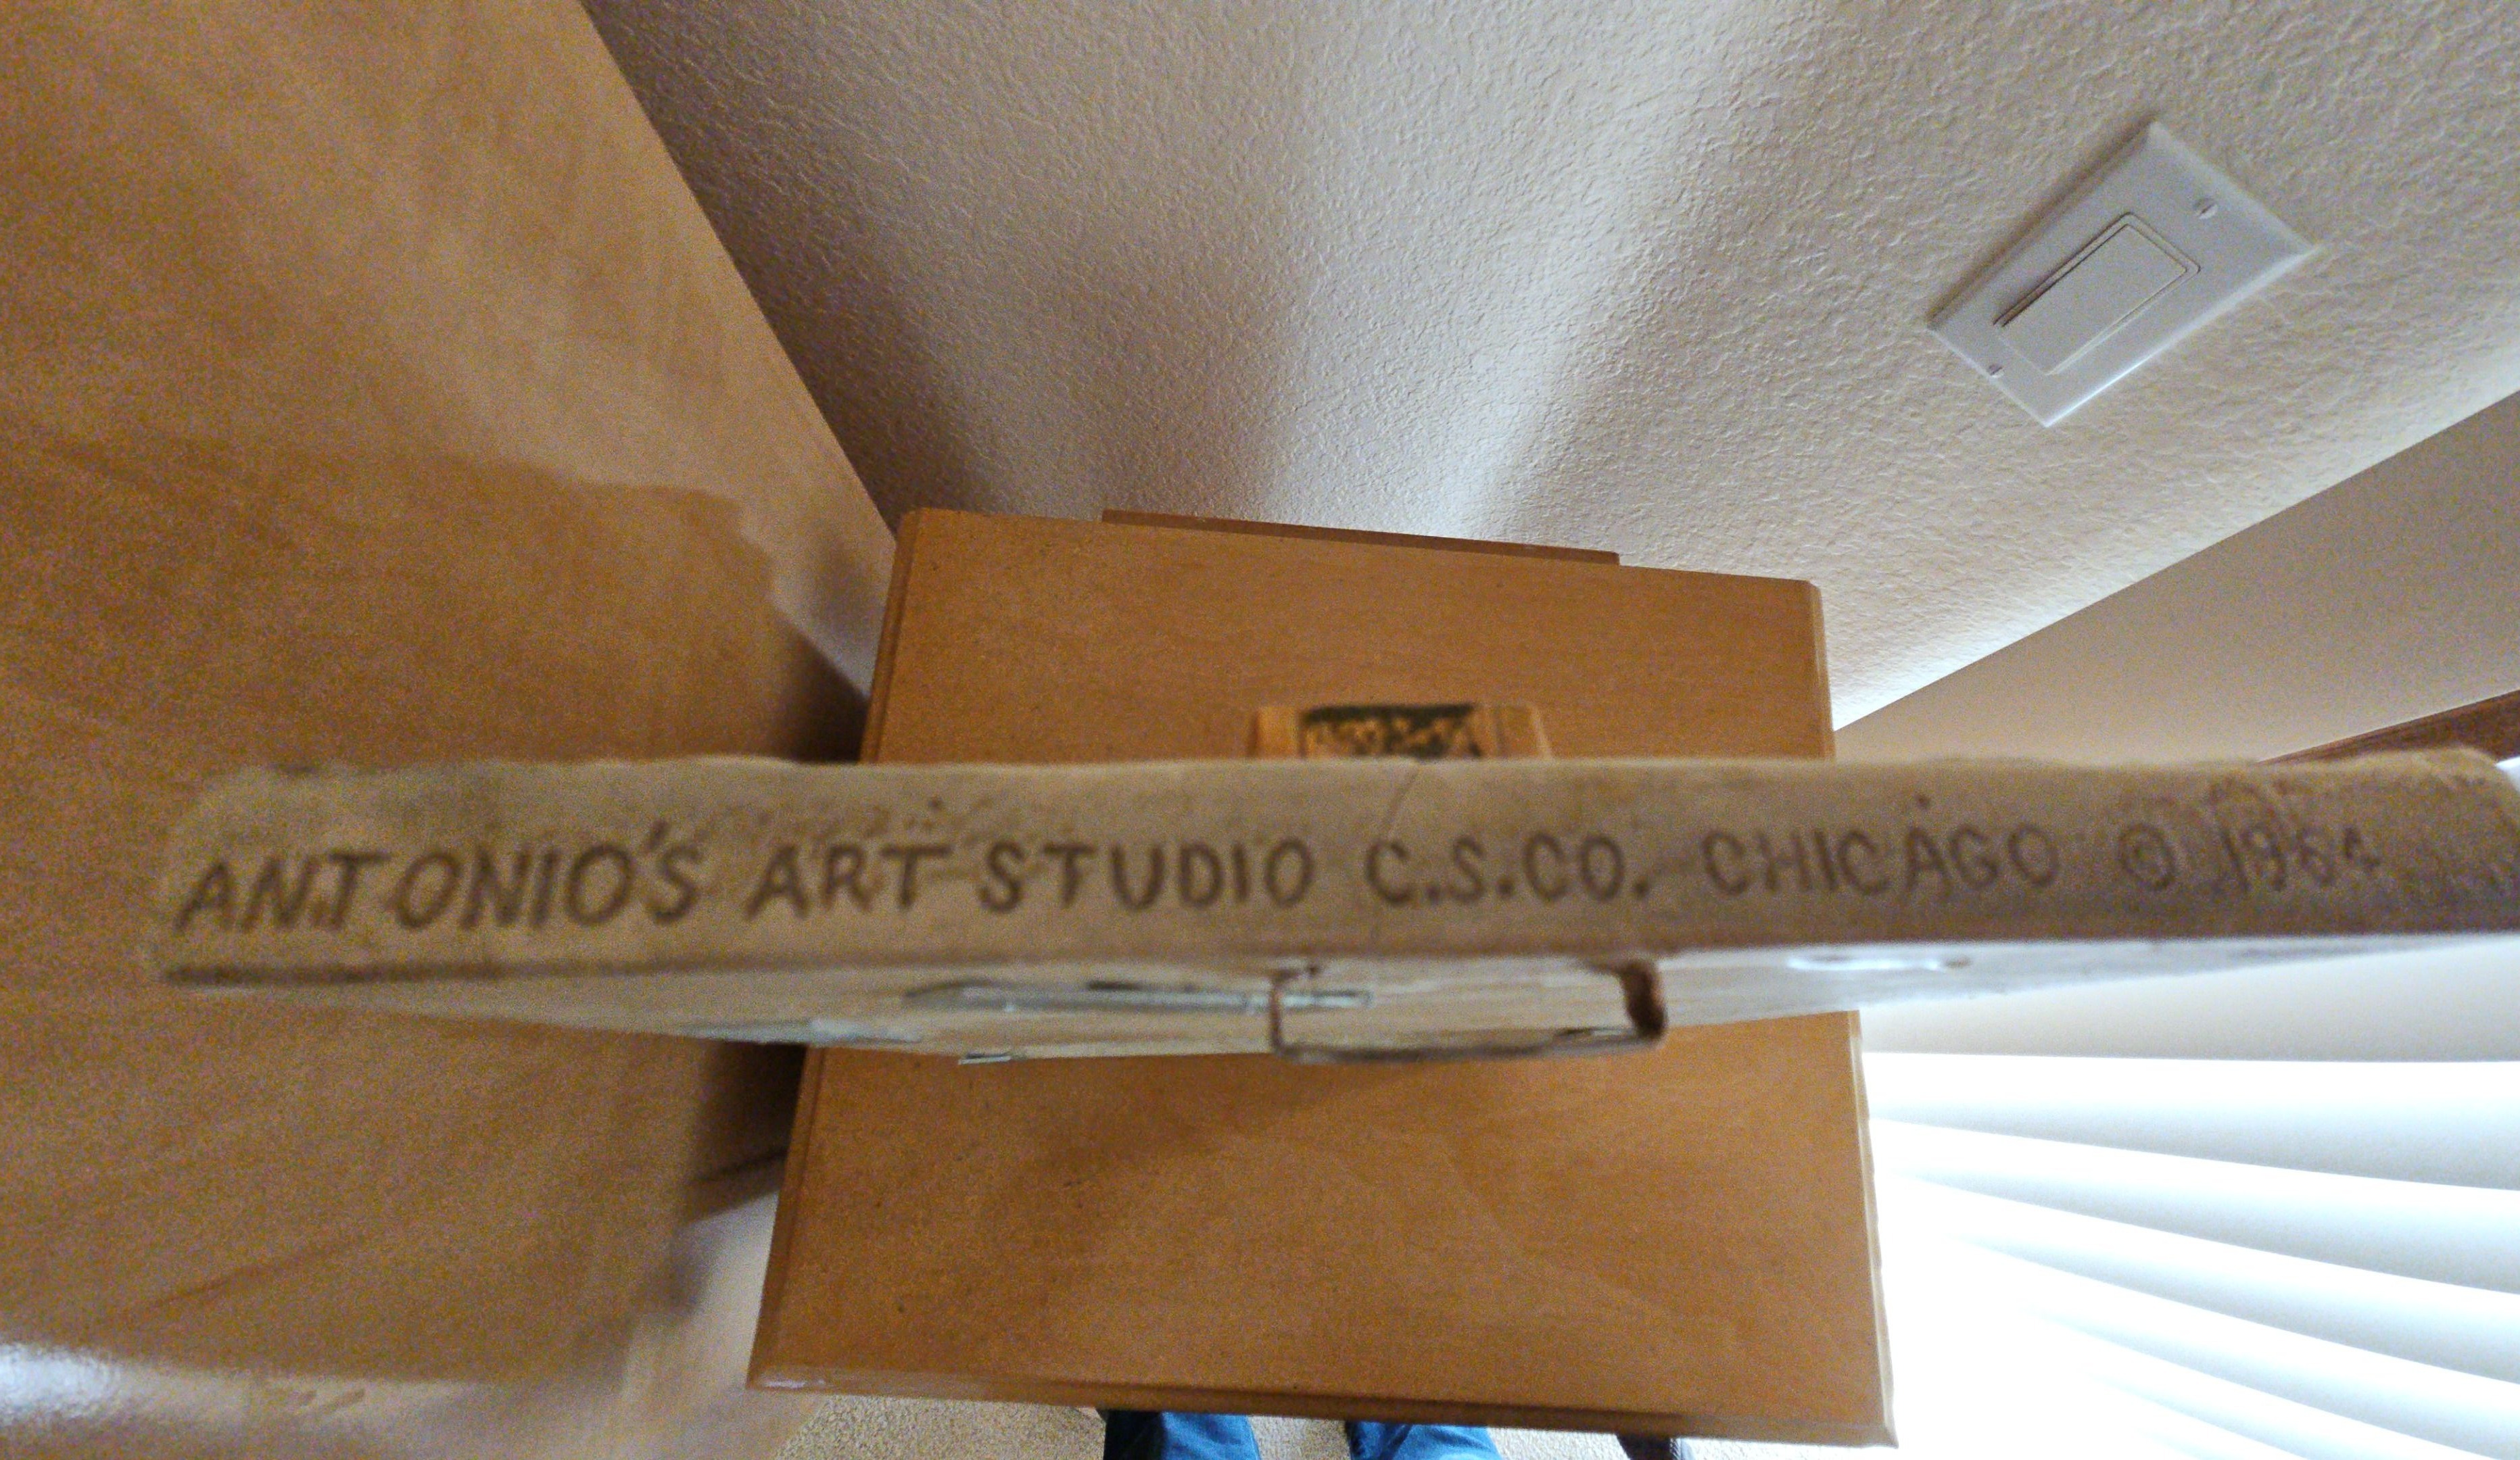 ANTONIO'S ART STUDIO C.S.CO. CHICAGO © 1964